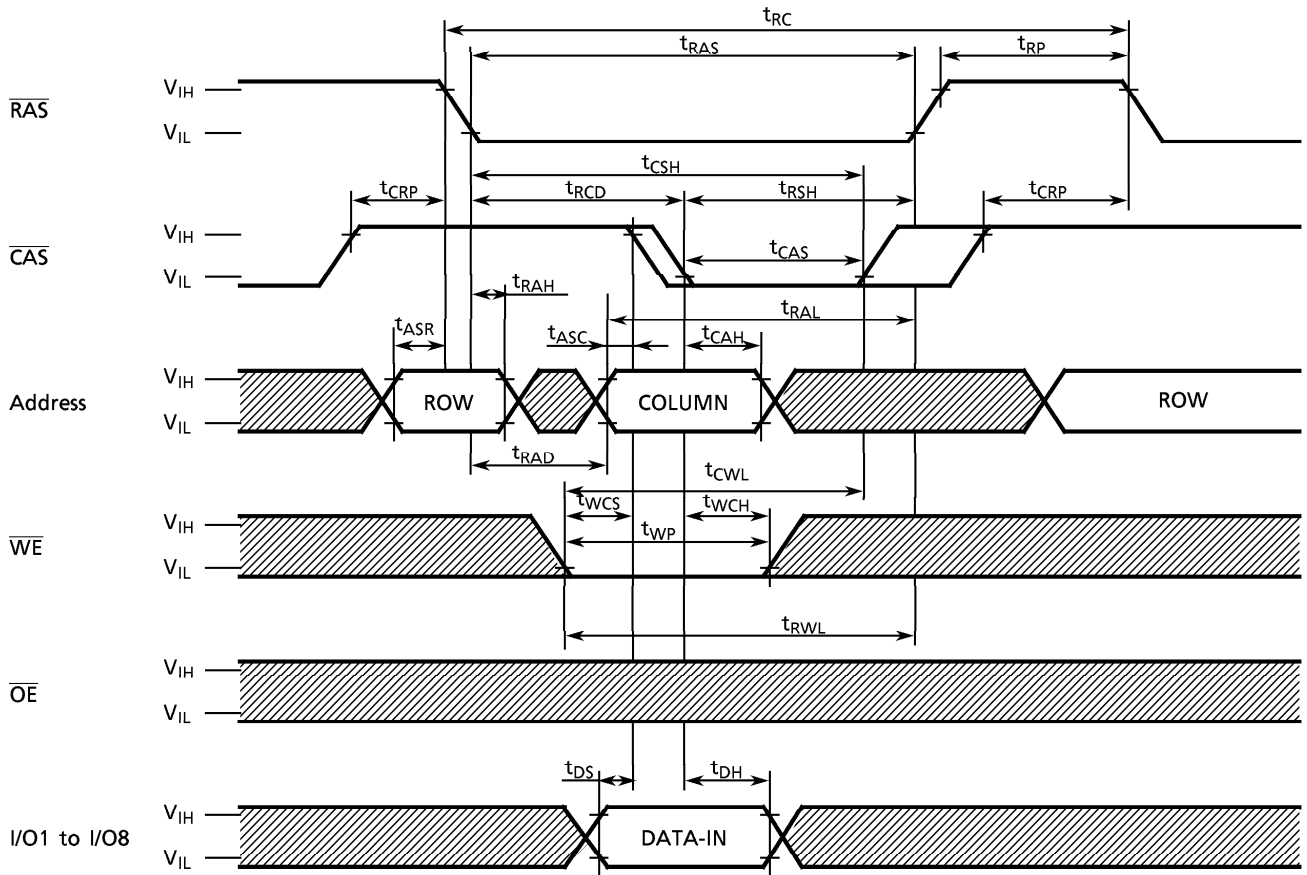 tRC
tRAS
tRP
RAS
VIH
VIL
tCSH
tCRP
tRCD
tRSH
tCRP
CAS
VIH
VIL
tCAS
tRAH
tRAL
tASR
tASC
tCAH
Address
VIH
VIL
ROW
COLUMN
ROW
tRAD
tCWL
tWCS
tWCH
tWP
WE
VIH
VIL
tRWL
OE
VIH
VIL
tDS
tDH
I/O1 to I/O8
VIH
VIL
DATA-IN